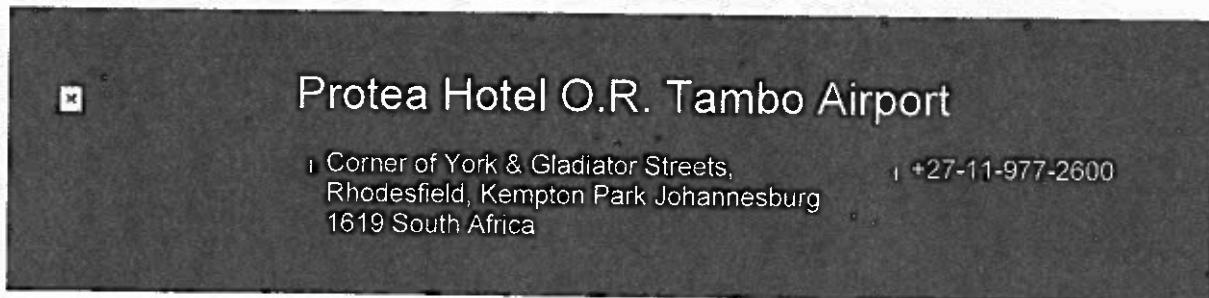 Protea Hotel O.R. Tambo Airport
Corner of York & Gladiator Streets,
+27-11-977-2600
Rhodesfield, Kempton Park Johannesburg
1619 South Africa